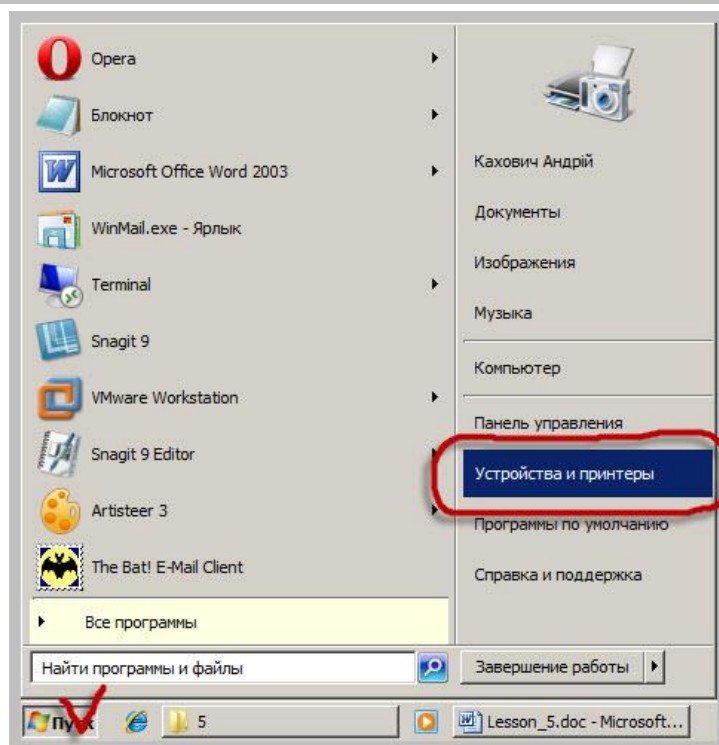 Opera
Блокнот
Microsoft Office Word 2003
WinMail.exe - Ярлык
Terminal
Snagit 9
VMware Workstation
Snagit 9 Editor
Artisteer 3
The Bat! E-Mail Client
Все программы
Найти программы и файлы
Кахович Андрій
Документы
Изображения
Музыка
Компьютер
Панель управления
Устройства и принтеры
Программы по умолчанию
Справка и поддержка
Завершение работы
Пуск
5
Lesson_5.doc - Microsoft...